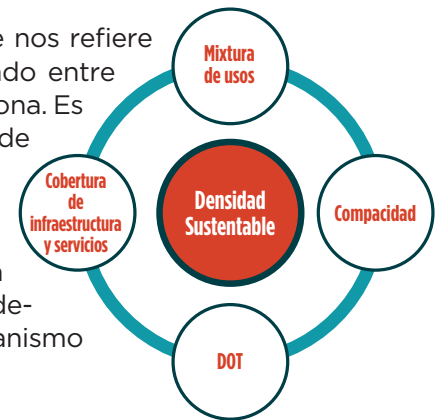 e nos refiere
ndo entre
ona. Es
de
de-
anismo
Mixtura
de usos
Cobertura
de
infraestructura
y servicios
Densidad
Sustentable
Compacidad
DOT